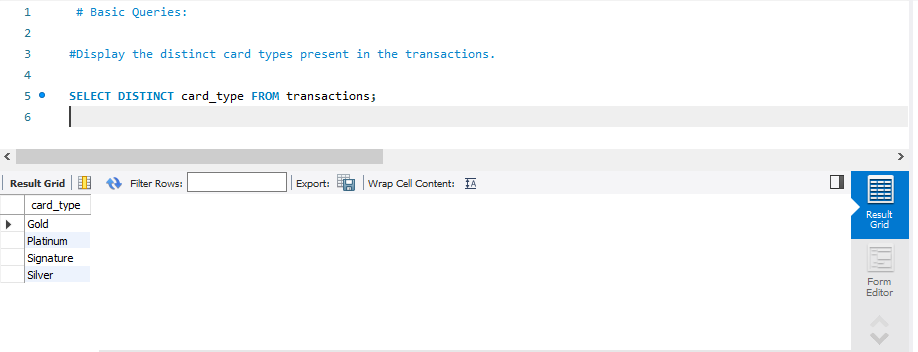 1 # Basic Queries:
2
3 #Display the distinct card types present in the transactions.
4
5 SELECT DISTINCT card_type FROM transactions;
6
Result Grid Filter Rows: Export: Wrap Cell Content:
card_type
Gold
Platinum
Signature
Silver
Result
Grid
Form
Editor